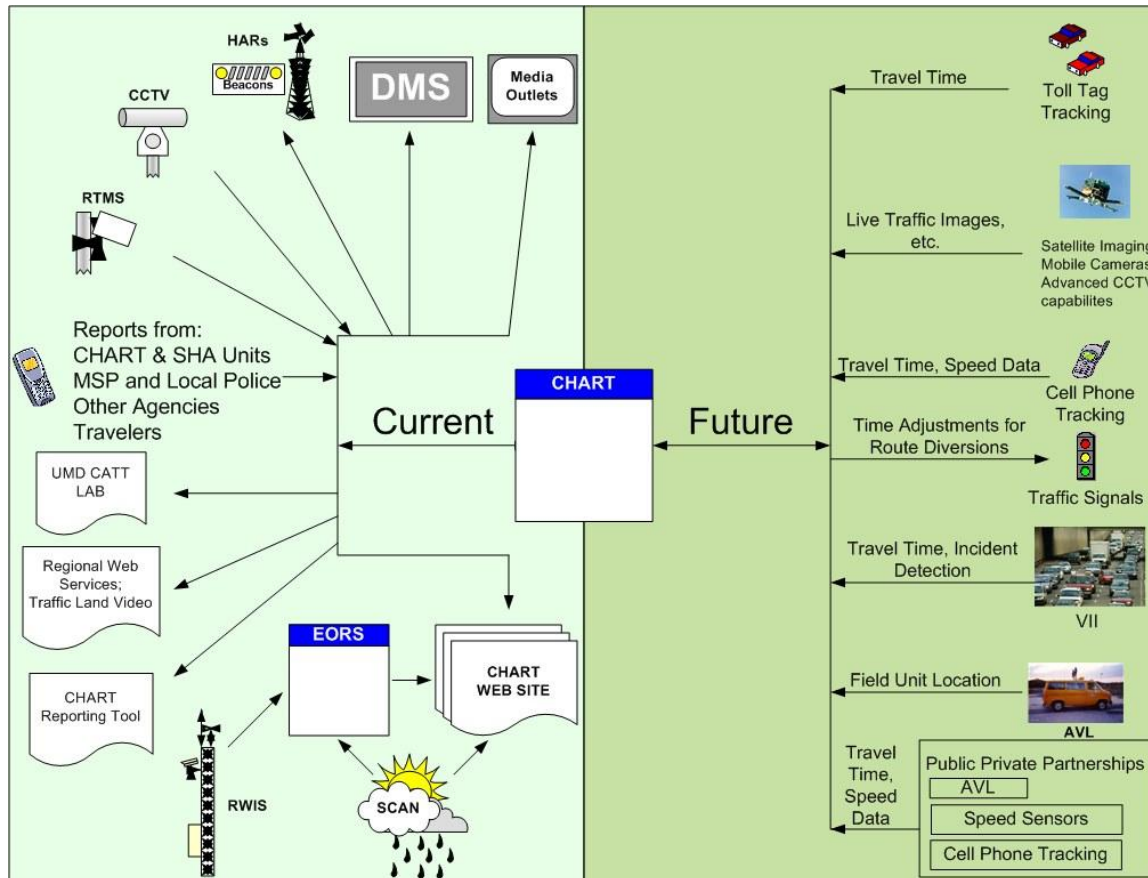 HARs
Beacons
CCTV
DMS
Media
Outlets
RTMS
Reports from:
CHART & SHA Units
MSP and Local Police
Other Agencies
Travelers
Current
CHART
Future
UMD CATT
LAB
Regional Web
Services;
Traffic Land Video
CHART
Reporting Tool
EORS
CHART
WEB SITE
RWIS
SCAN
Travel Time
Toll Tag
Tracking
Live Traffic Images,
etc.
Satellite Imaging
Mobile Cameras
Advanced CCTV
capabilites
Travel Time, Speed Data
Cell Phone
Tracking
Time Adjustments for
Route Diversions
Traffic Signals
Travel Time, Incident
Detection
VII
Field Unit Location
AVL
Travel
Time,
Speed
Data
Public Private Partnerships
AVL
Speed Sensors
Cell Phone Tracking